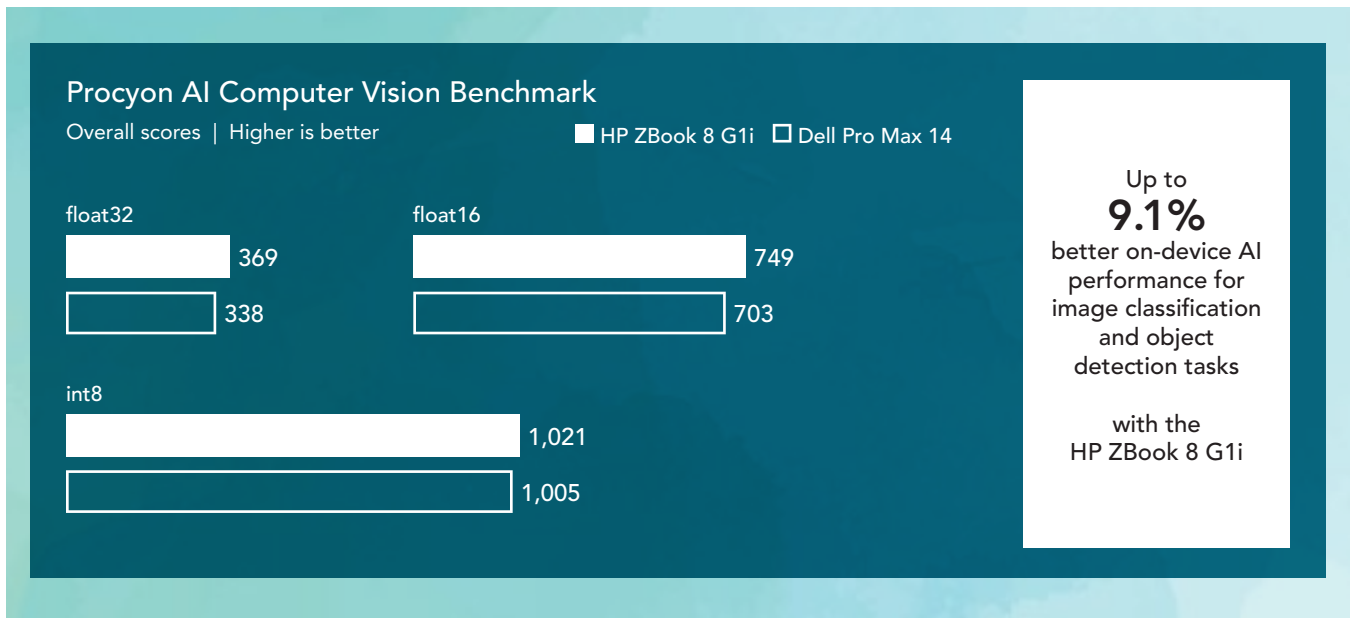 Procyon AI Computer Vision Benchmark
Overall scores | Higher is better
HP ZBook 8 G1i Dell Pro Max 14
float32
369
338
float16
749
703
int8
1,021
1,005
Up to
9.1%
better on-device AI
performance for
image classification
and object
detection tasks
with the
HP ZBook 8 G1i